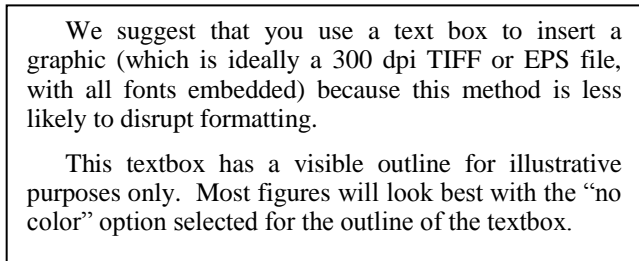 We suggest that you use a text box to insert a
graphic (which is ideally a 300 dpi TIFF or EPS file,
with all fonts embedded) because this method is less
likely to disrupt formatting.
This textbox has a visible outline for illustrative
purposes only.  Most figures will look best with the “no
color” option selected for the outline of the textbox.